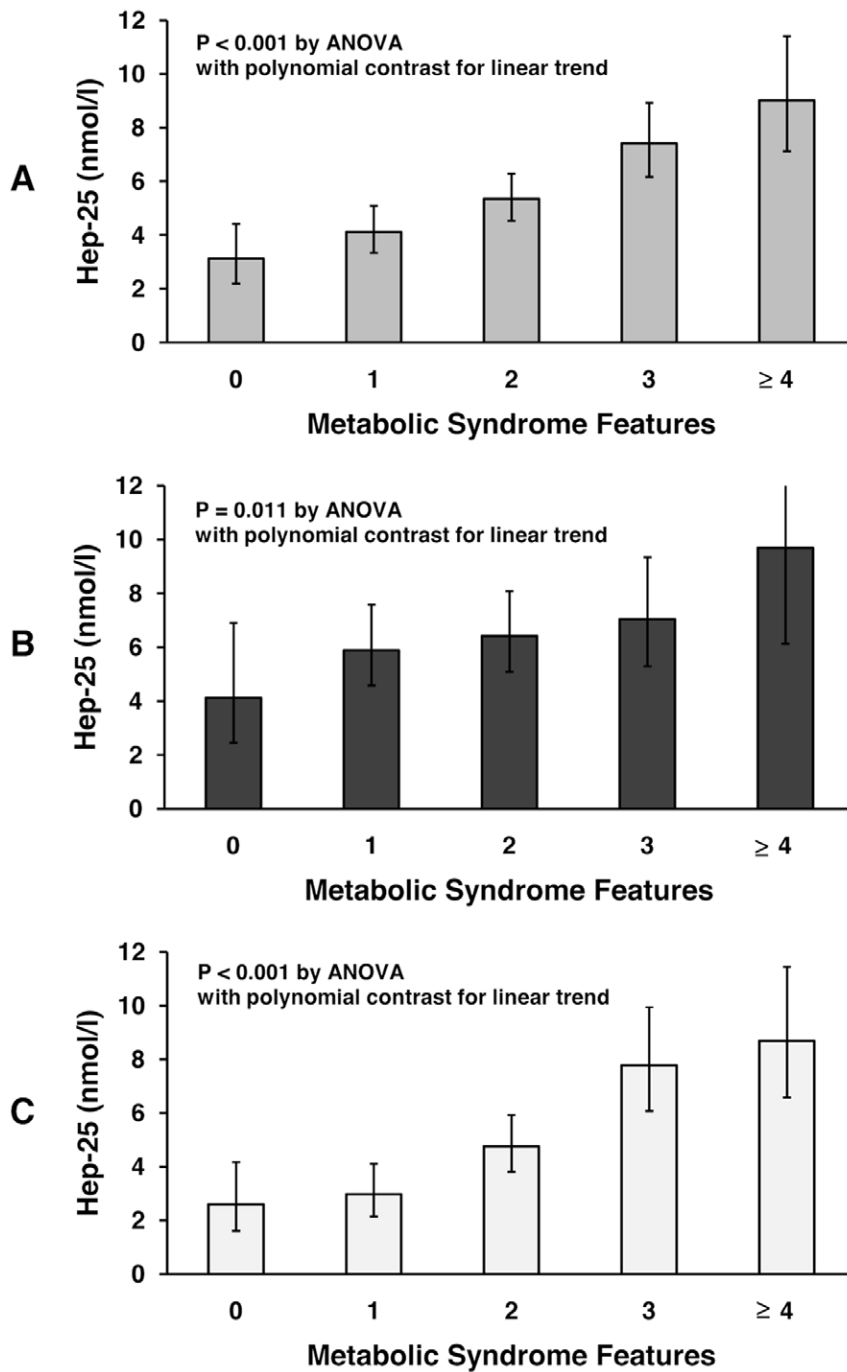 12
P < 0.001 by ANOVA
with polynomial contrast for linear trend
10
8
A
Hep-25 (nmol/l)
6
4
2
0
0 1 2 3 ≥ 4
Metabolic Syndrome Features
12
P = 0.011 by ANOVA
with polynomial contrast for linear trend
10
8
B
Hep-25 (nmol/l)
6
4
2
0
0 1 2 3 ≥ 4
Metabolic Syndrome Features
12
P < 0.001 by ANOVA
with polynomial contrast for linear trend
10
8
C
Hep-25 (nmol/l)
6
4
2
0
0 1 2 3 ≥ 4
Metabolic Syndrome Features